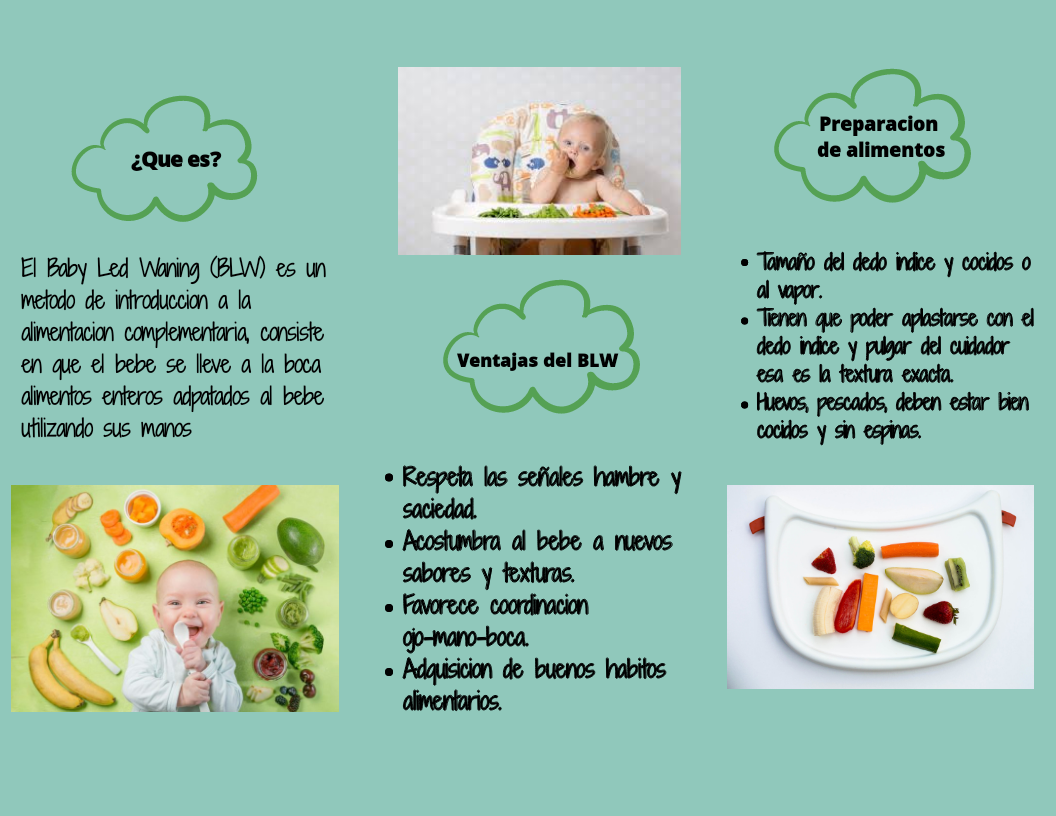 ¿Que es?
El Baby Led Waning (BLW) es un
metodo de introduccion a la
alimentacion complementaria, consiste
en que el bebe se lleve a la boca
alimentos enteros adpatados al bebe
utilizando sus manos
Ventajas del BLW
• Respeta las señales hambre y
saciedad.
• Acostumbra al bebe a nuevos
sabores y texturas.
• Favorece coordinacion
ojo-mano-boca.
• Adquisicion de buenos habitos
alimentarios.
Preparacion
de alimentos
• Tamaño del dedo indice y cocidos o
al vapor.
• Tienen que poder aplastarse con el
dedo indice y pulgar del cuidador
esa es la textura exacta.
• Huevos, pescados, deben estar bien
cocidos y sin espinas.